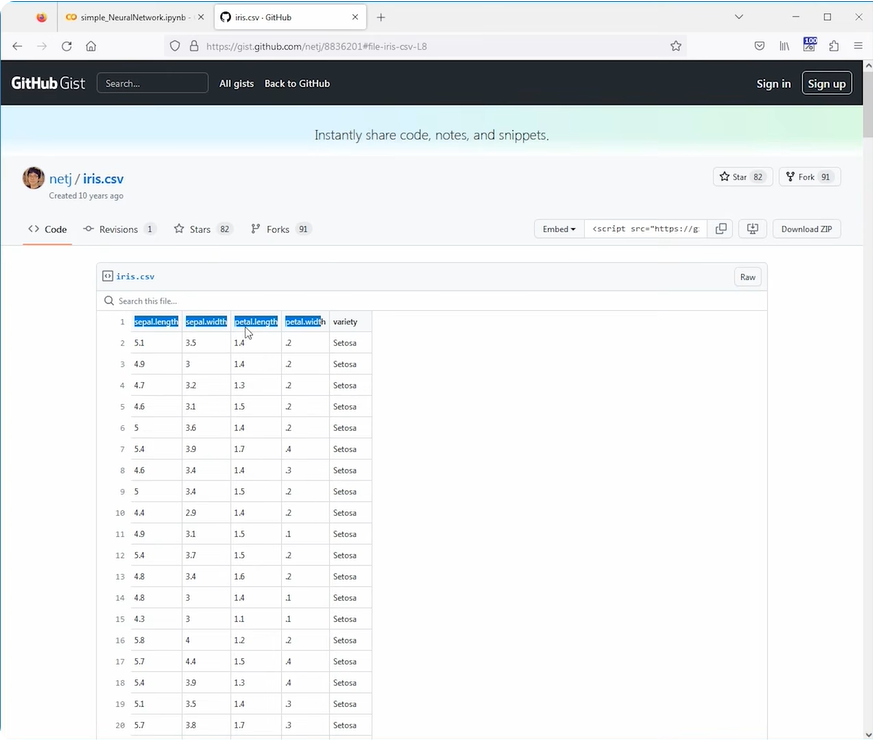 simple_NeuralNetwork.ipynb - iris.csv · GitHub
https://gist.github.com/netj/8836201#file-iris-csv-L8 100
GitHub Gist Search... All gists Back to GitHub Sign in Sign up
Instantly share code, notes, and snippets.
netj / iris.csv Star 82 Fork 91
Created 10 years ago
Code Revisions 1 Stars 82 Forks 91 Embed <script src="https://g Download ZIP
iris.csv Raw
Search this file...
1 sepal.length sepal.width petal.length petal.width variety
2 5.1 3.5 1.4 .2 Setosa
3 4.9 3 1.4 .2 Setosa
4 4.7 3.2 1.3 .2 Setosa
5 4.6 3.1 1.5 .2 Setosa
6 5 3.6 1.4 .2 Setosa
7 5.4 3.9 1.7 .4 Setosa
8 4.6 3.4 1.4 .3 Setosa
9 5 3.4 1.5 .2 Setosa
10 4.4 2.9 1.4 .2 Setosa
11 4.9 3.1 1.5 .1 Setosa
12 5.4 3.7 1.5 .2 Setosa
13 4.8 3.4 1.6 .2 Setosa
14 4.8 3 1.4 .1 Setosa
15 4.3 3 1.1 .1 Setosa
16 5.8 4 1.2 .2 Setosa
17 5.7 4.4 1.5 .4 Setosa
18 5.4 3.9 1.3 .4 Setosa
19 5.1 3.5 1.4 .3 Setosa
20 5.7 3.8 1.7 .3 Setosa